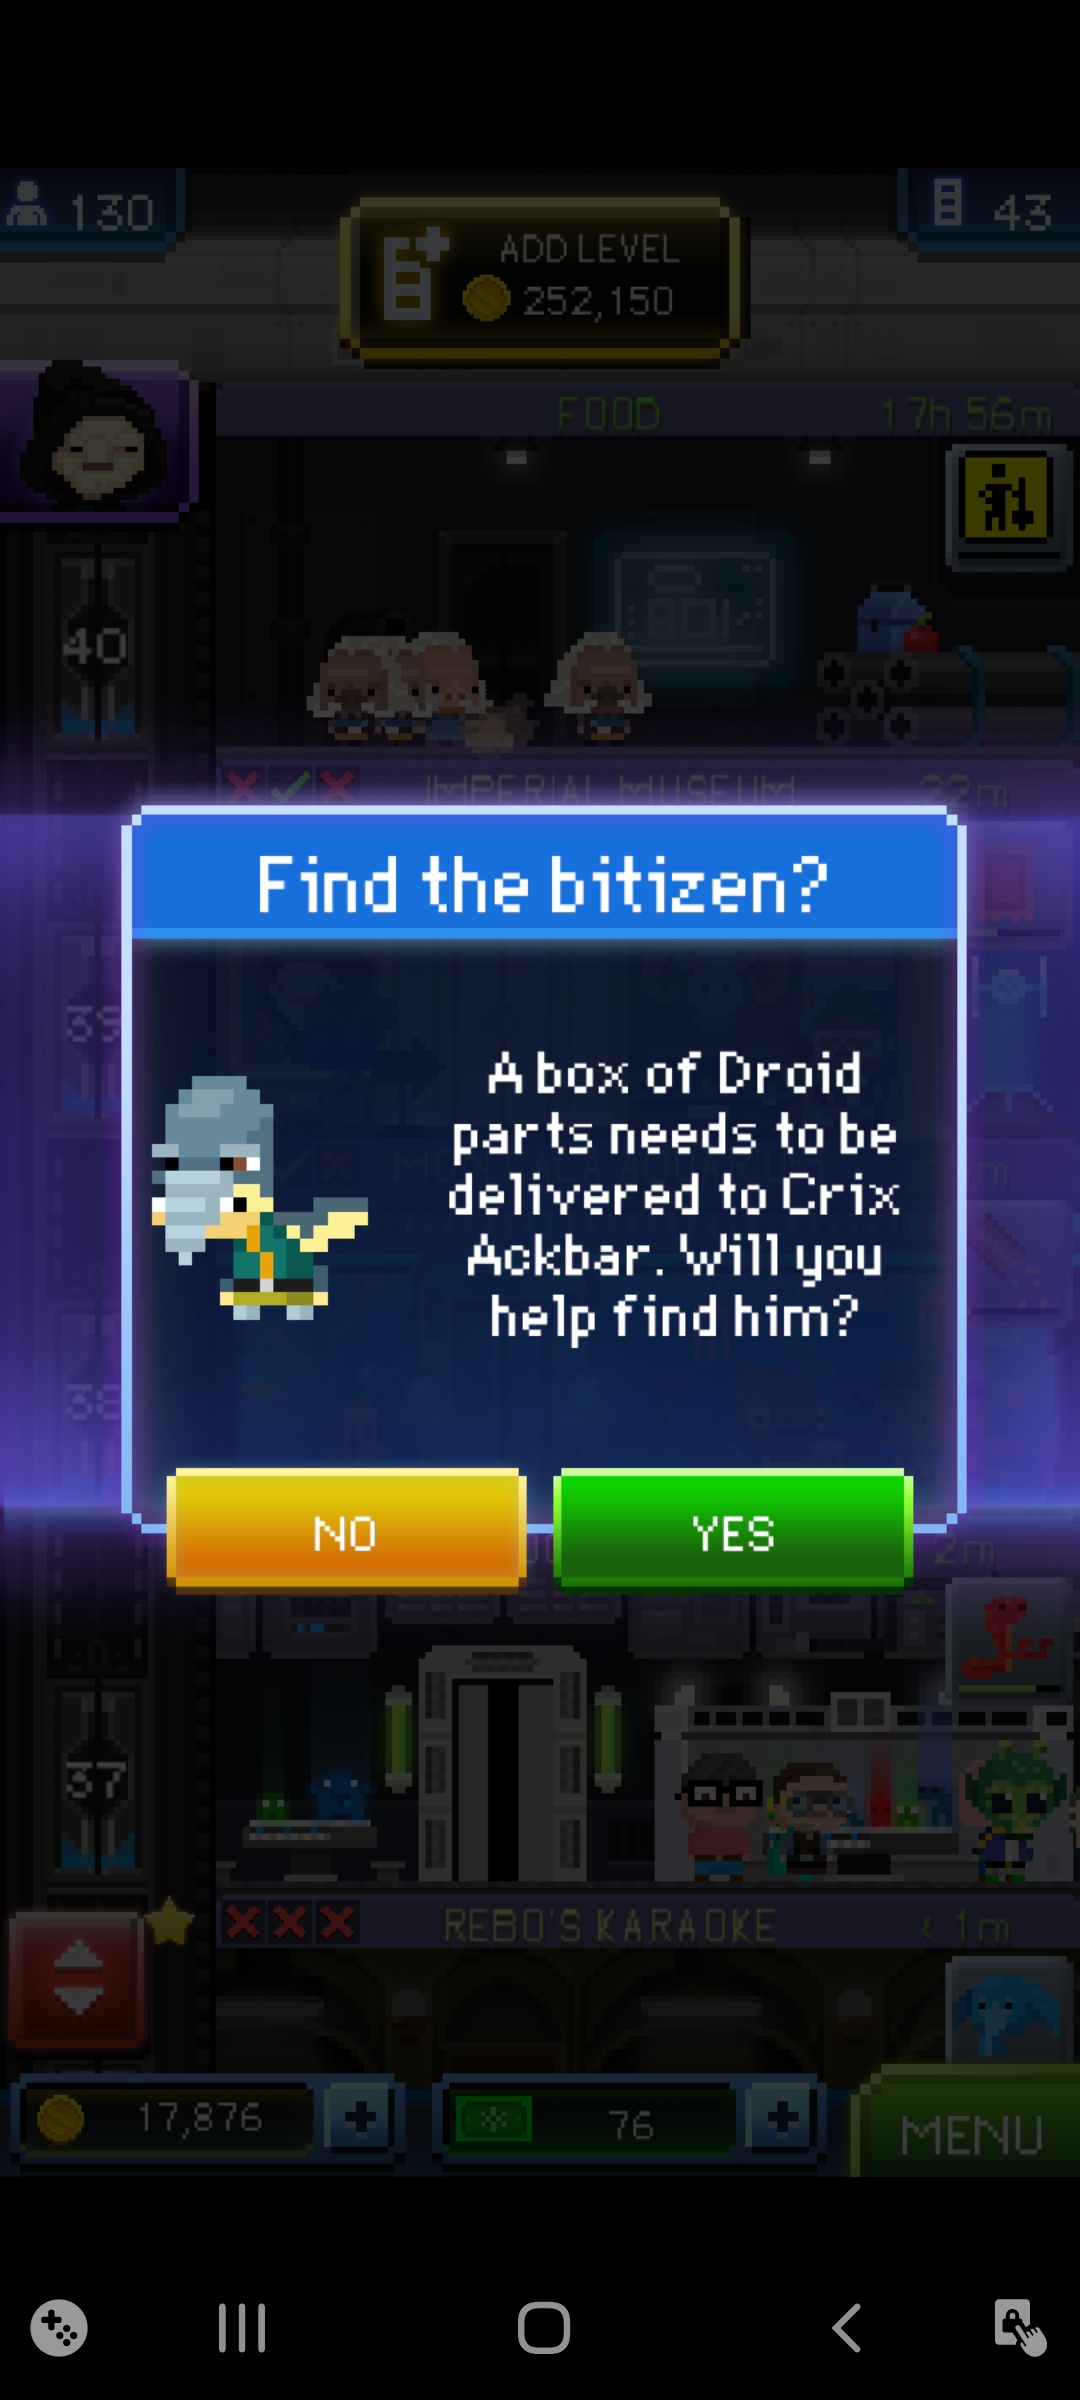 130
ADD LEVEL
252,150
43
FOOD
17h 56m
40
IMPERIAL MUSEUM
22m
Find the bitizen?
39
A box of Droid
parts needs to be
delivered to Crix
Ackbar. Will you
help find him?
38
NO
YES
2m
37
REBO'S KARAOKE
< 1m
17,876
76
MENU